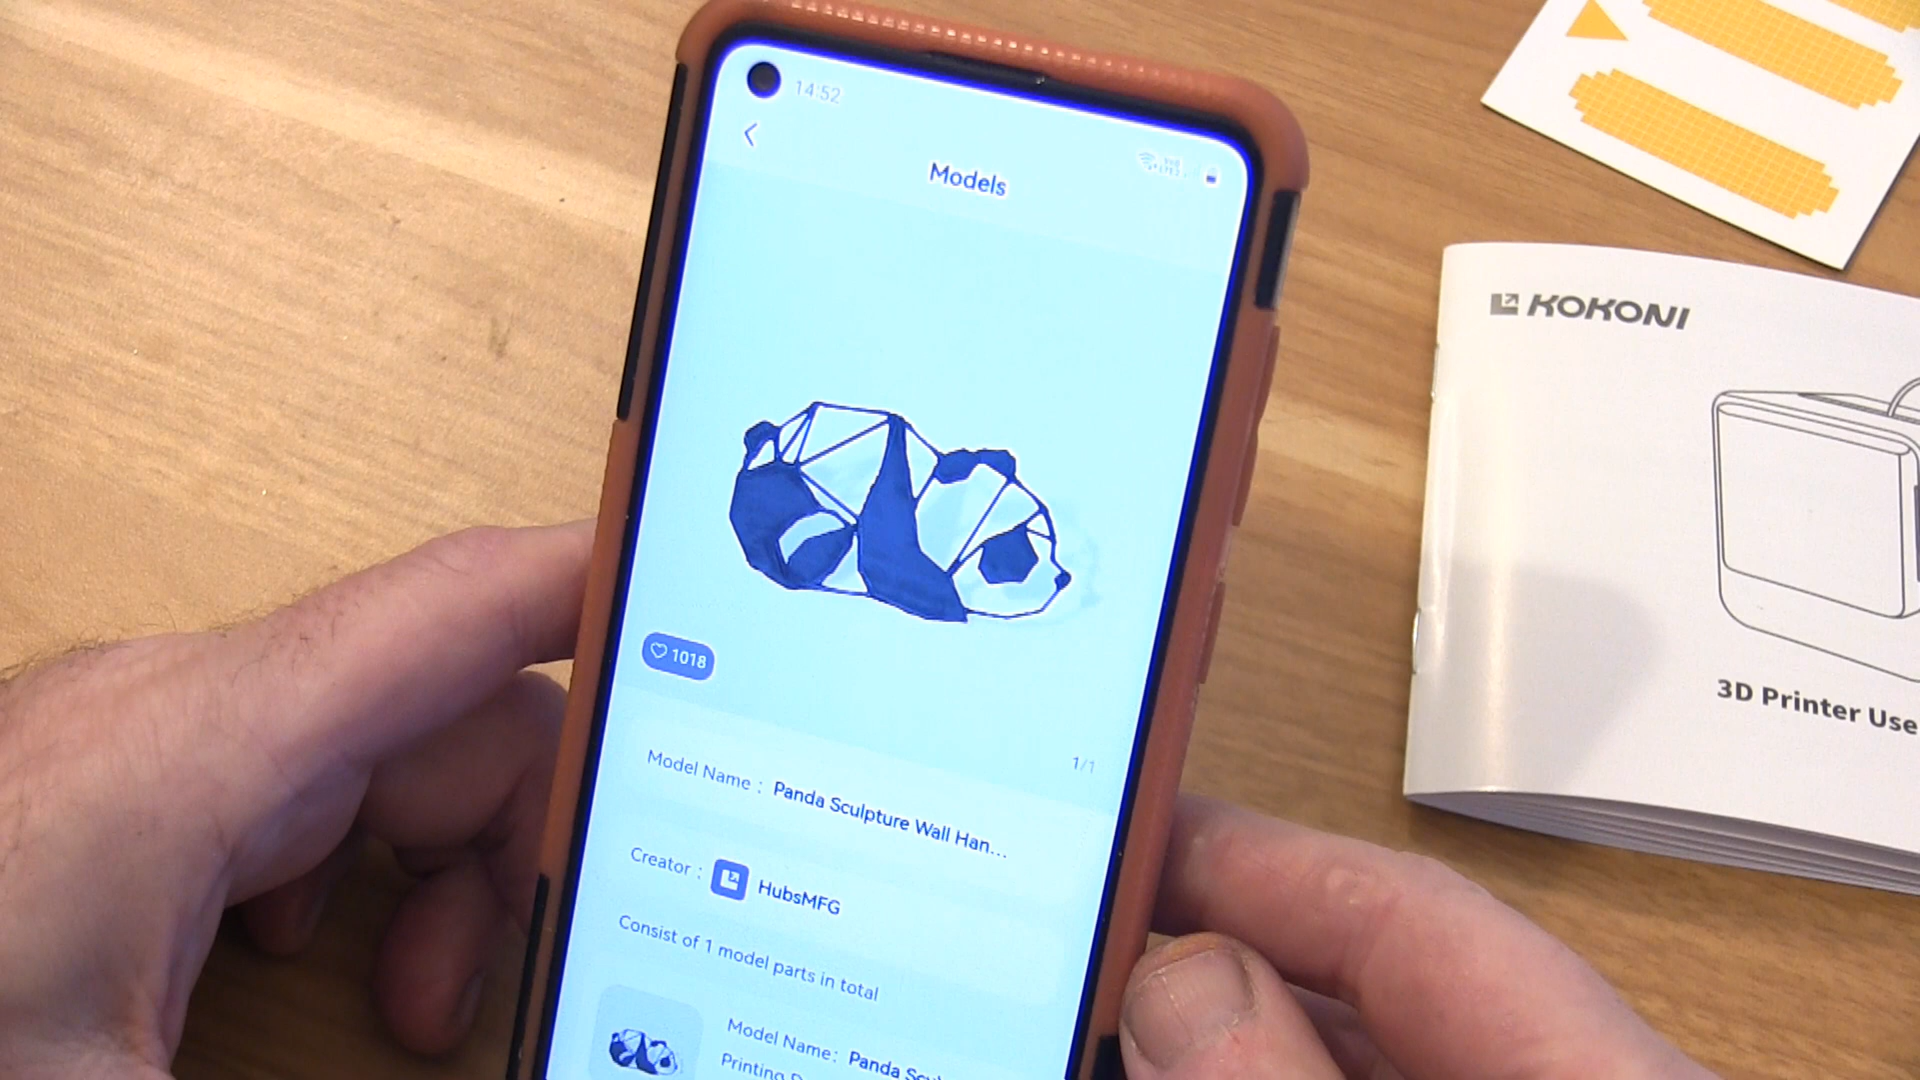 14:52
Models
1018
1/1
Model Name : Panda Sculpture Wall Han...
Creator : HubsMFG
Consist of 1 model parts in total
Model Name: Panda
Printing
KOKONI
3D Printer Use